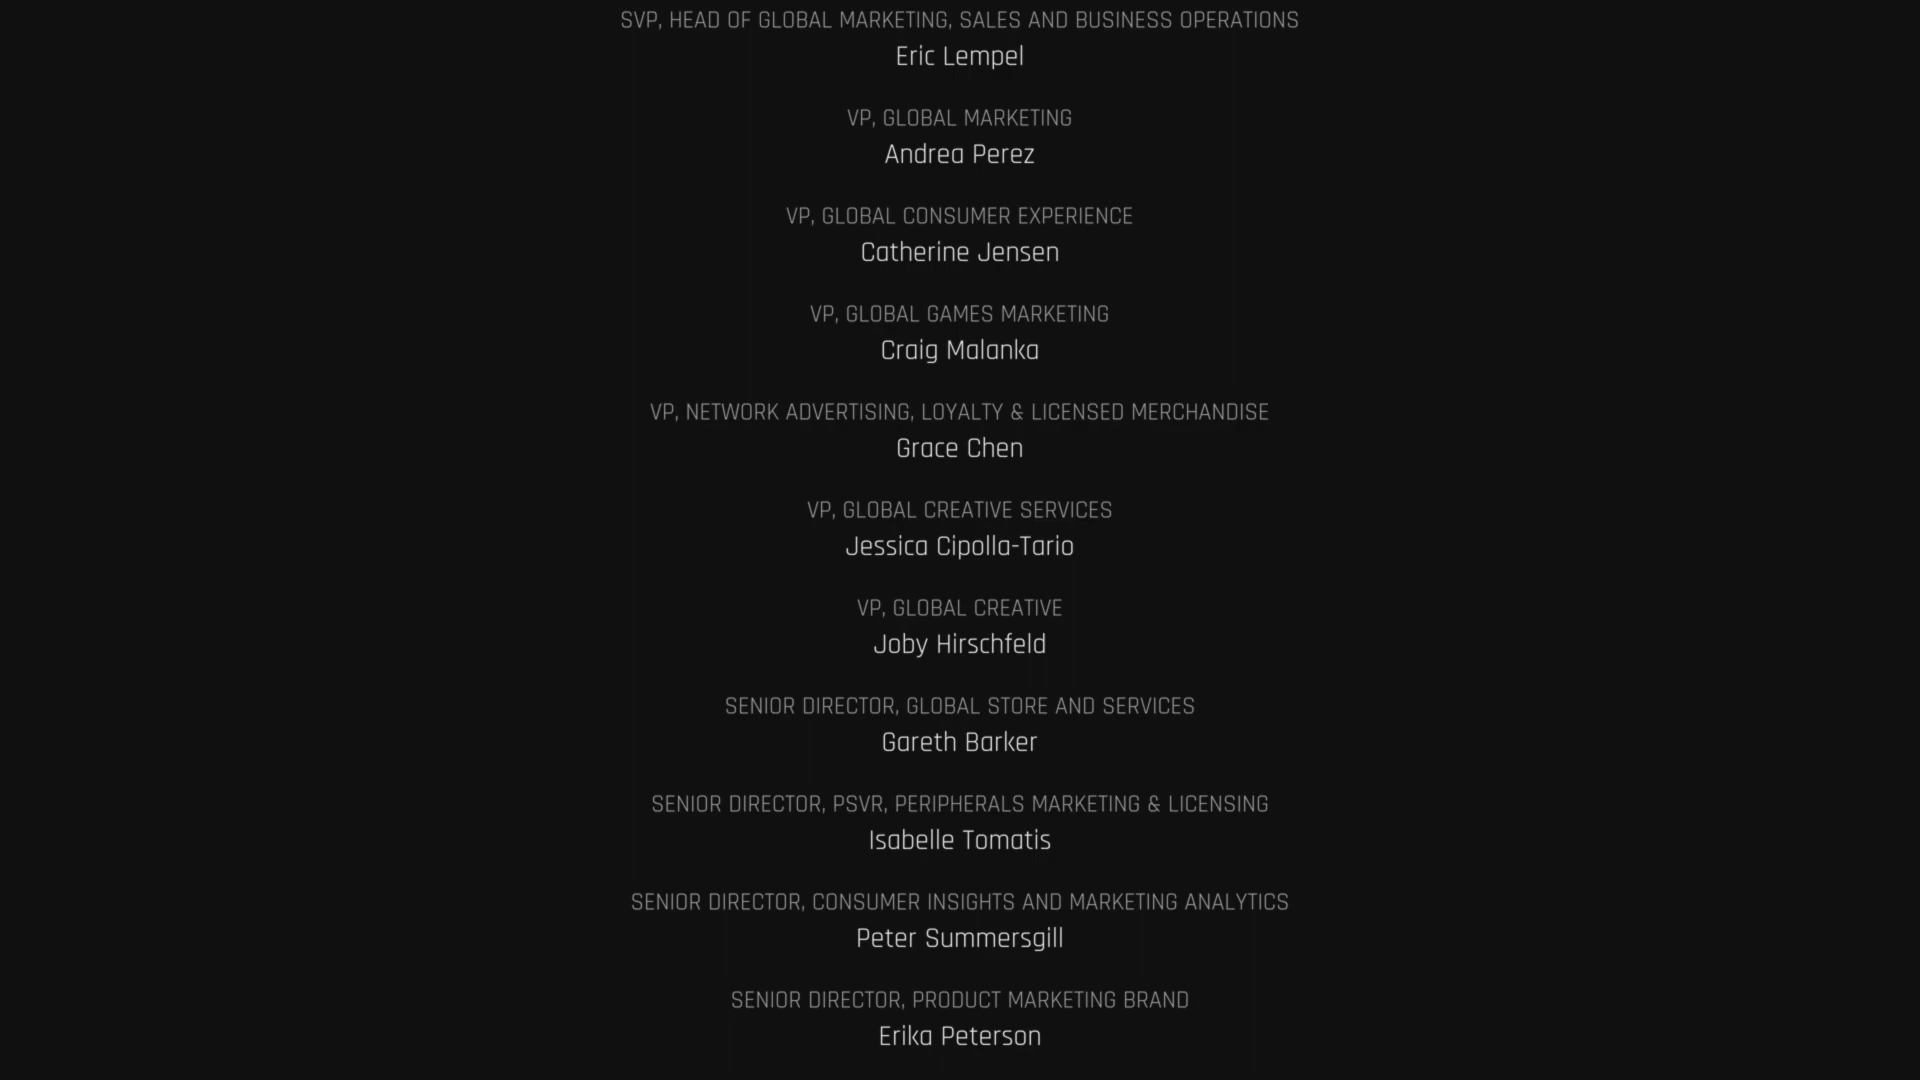 SVP, HEAD OF GLOBAL MARKETING, SALES AND BUSINESS OPERATIONS
Eric Lempel
VP, GLOBAL MARKETING
Andrea Perez
VP, GLOBAL CONSUMER EXPERIENCE
Catherine Jensen
VP, GLOBAL GAMES MARKETING
Craig Malanka
VP, NETWORK ADVERTISING, LOYALTY & LICENSED MERCHANDISE
Grace Chen
VP, GLOBAL CREATIVE SERVICES
Jessica Cipolla-Tario
VP, GLOBAL CREATIVE
Joby Hirschfeld
SENIOR DIRECTOR, GLOBAL STORE AND SERVICES
Gareth Barker
SENIOR DIRECTOR, PSVR, PERIPHERALS MARKETING & LICENSING
Isabelle Tomatis
SENIOR DIRECTOR, CONSUMER INSIGHTS AND MARKETING ANALYTICS
Peter Summersgill
SENIOR DIRECTOR, PRODUCT MARKETING BRAND
Erika Peterson